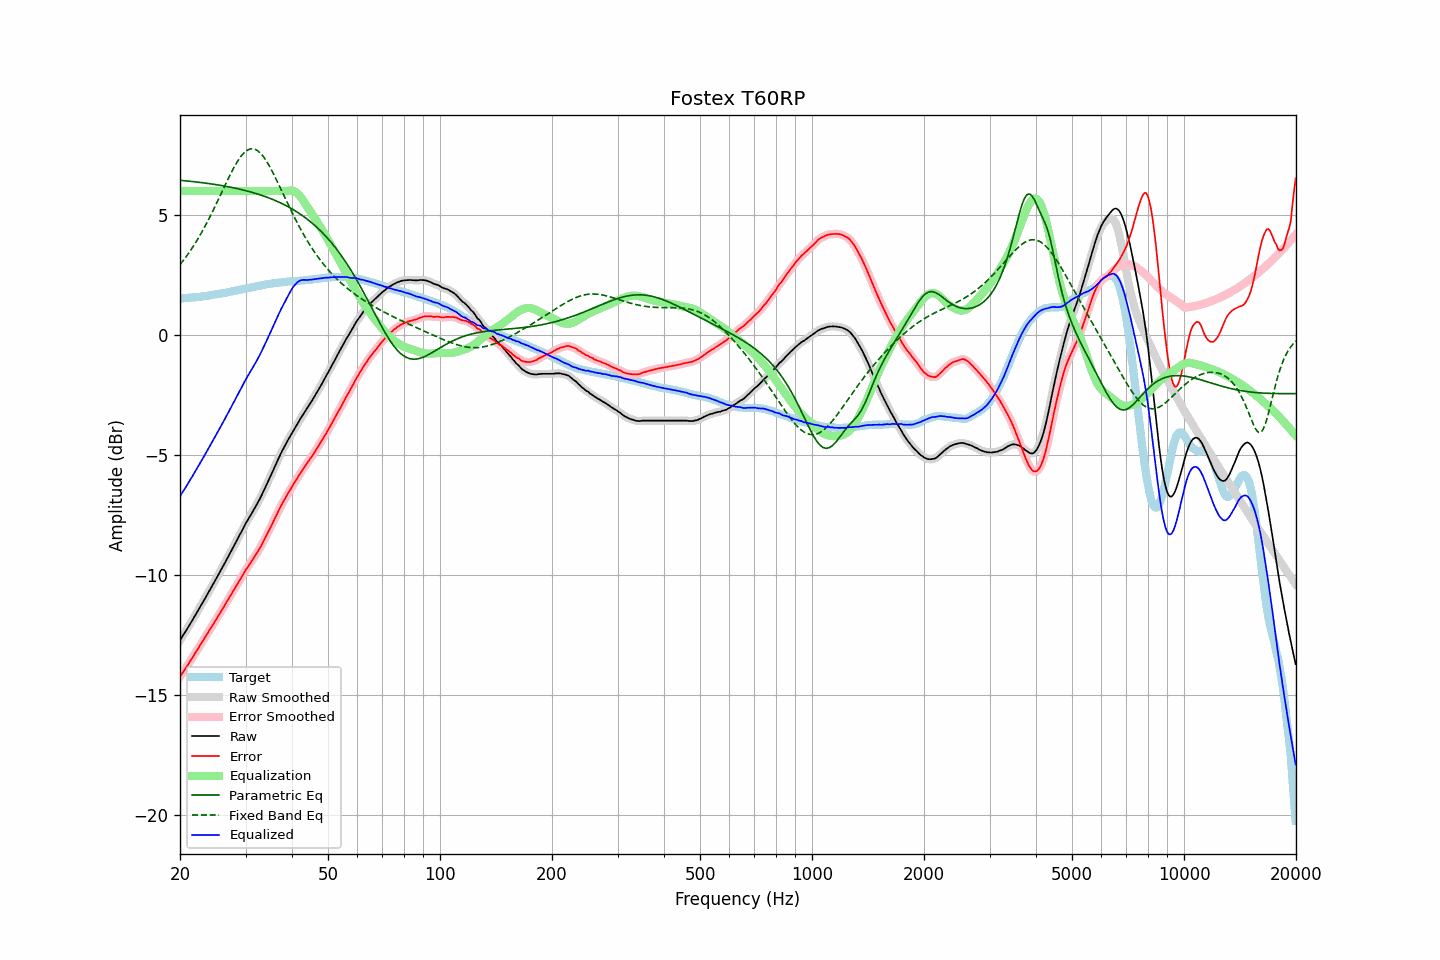 Fostex T60RP
Amplitude (dBr)
5
0
−5
−10
−15
−20
Target
Raw Smoothed
Error Smoothed
Raw
Error
Equalization
Parametric Eq
Fixed Band Eq
Equalized
20 50 100 200 500 1000 2000 5000 10000 20000
Frequency (Hz)